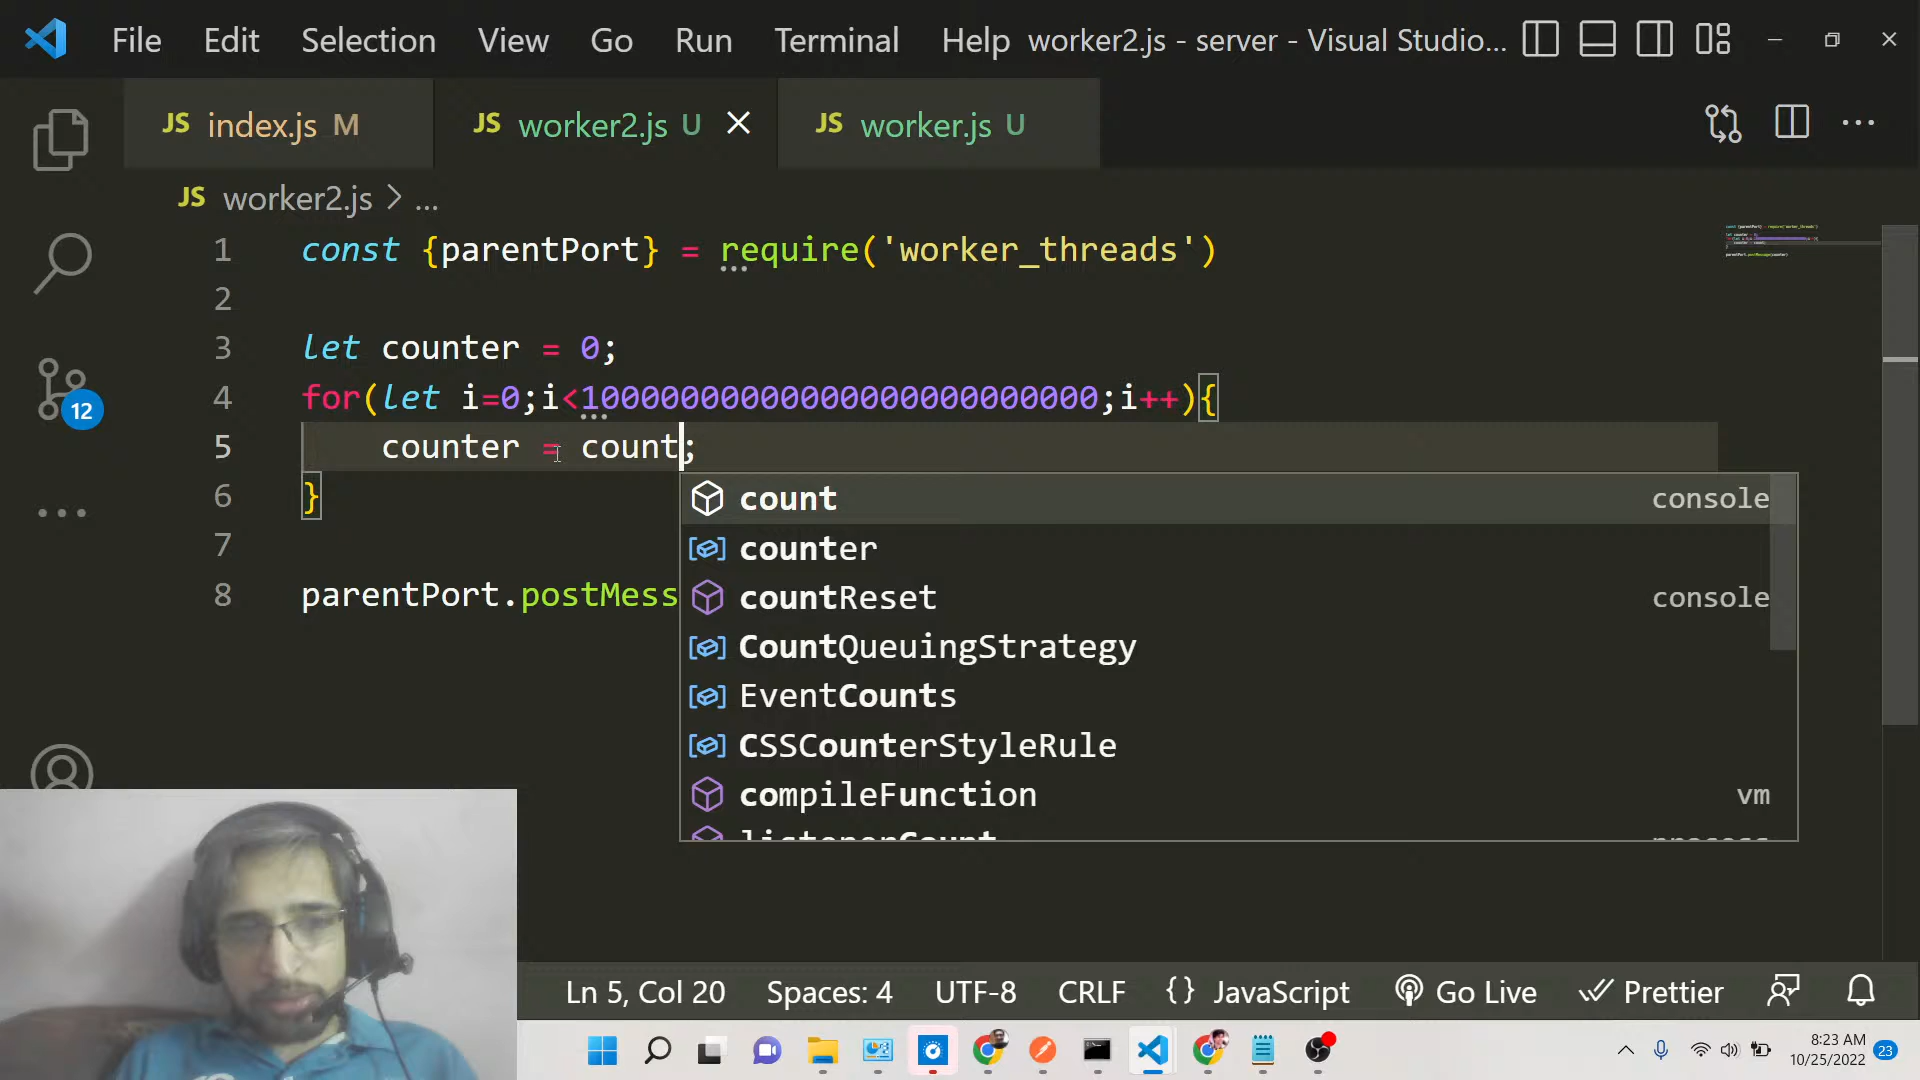 File Edit Selection View Go Run Terminal Help worker2.js - server - Visual Studio...
JS index.js M JS worker2.js U JS worker.js U
JS worker2.js > ...
1 const {parentPort} = require('worker_threads')
2
3 let counter = 0;
4 for(let i=0;i<10000000000000000000000000;i++){
5 counter = count;
6 }
7
8 parentPort.postMess
count console
counter
countReset console
CountQueuingStrategy
EventCounts
CSSCounterStyleRule
compileFunction vm
listenerCount process
12
Ln 5, Col 20 Spaces: 4 UTF-8 CRLF {} JavaScript Go Live Prettier
8:23 AM
10/25/2022 23